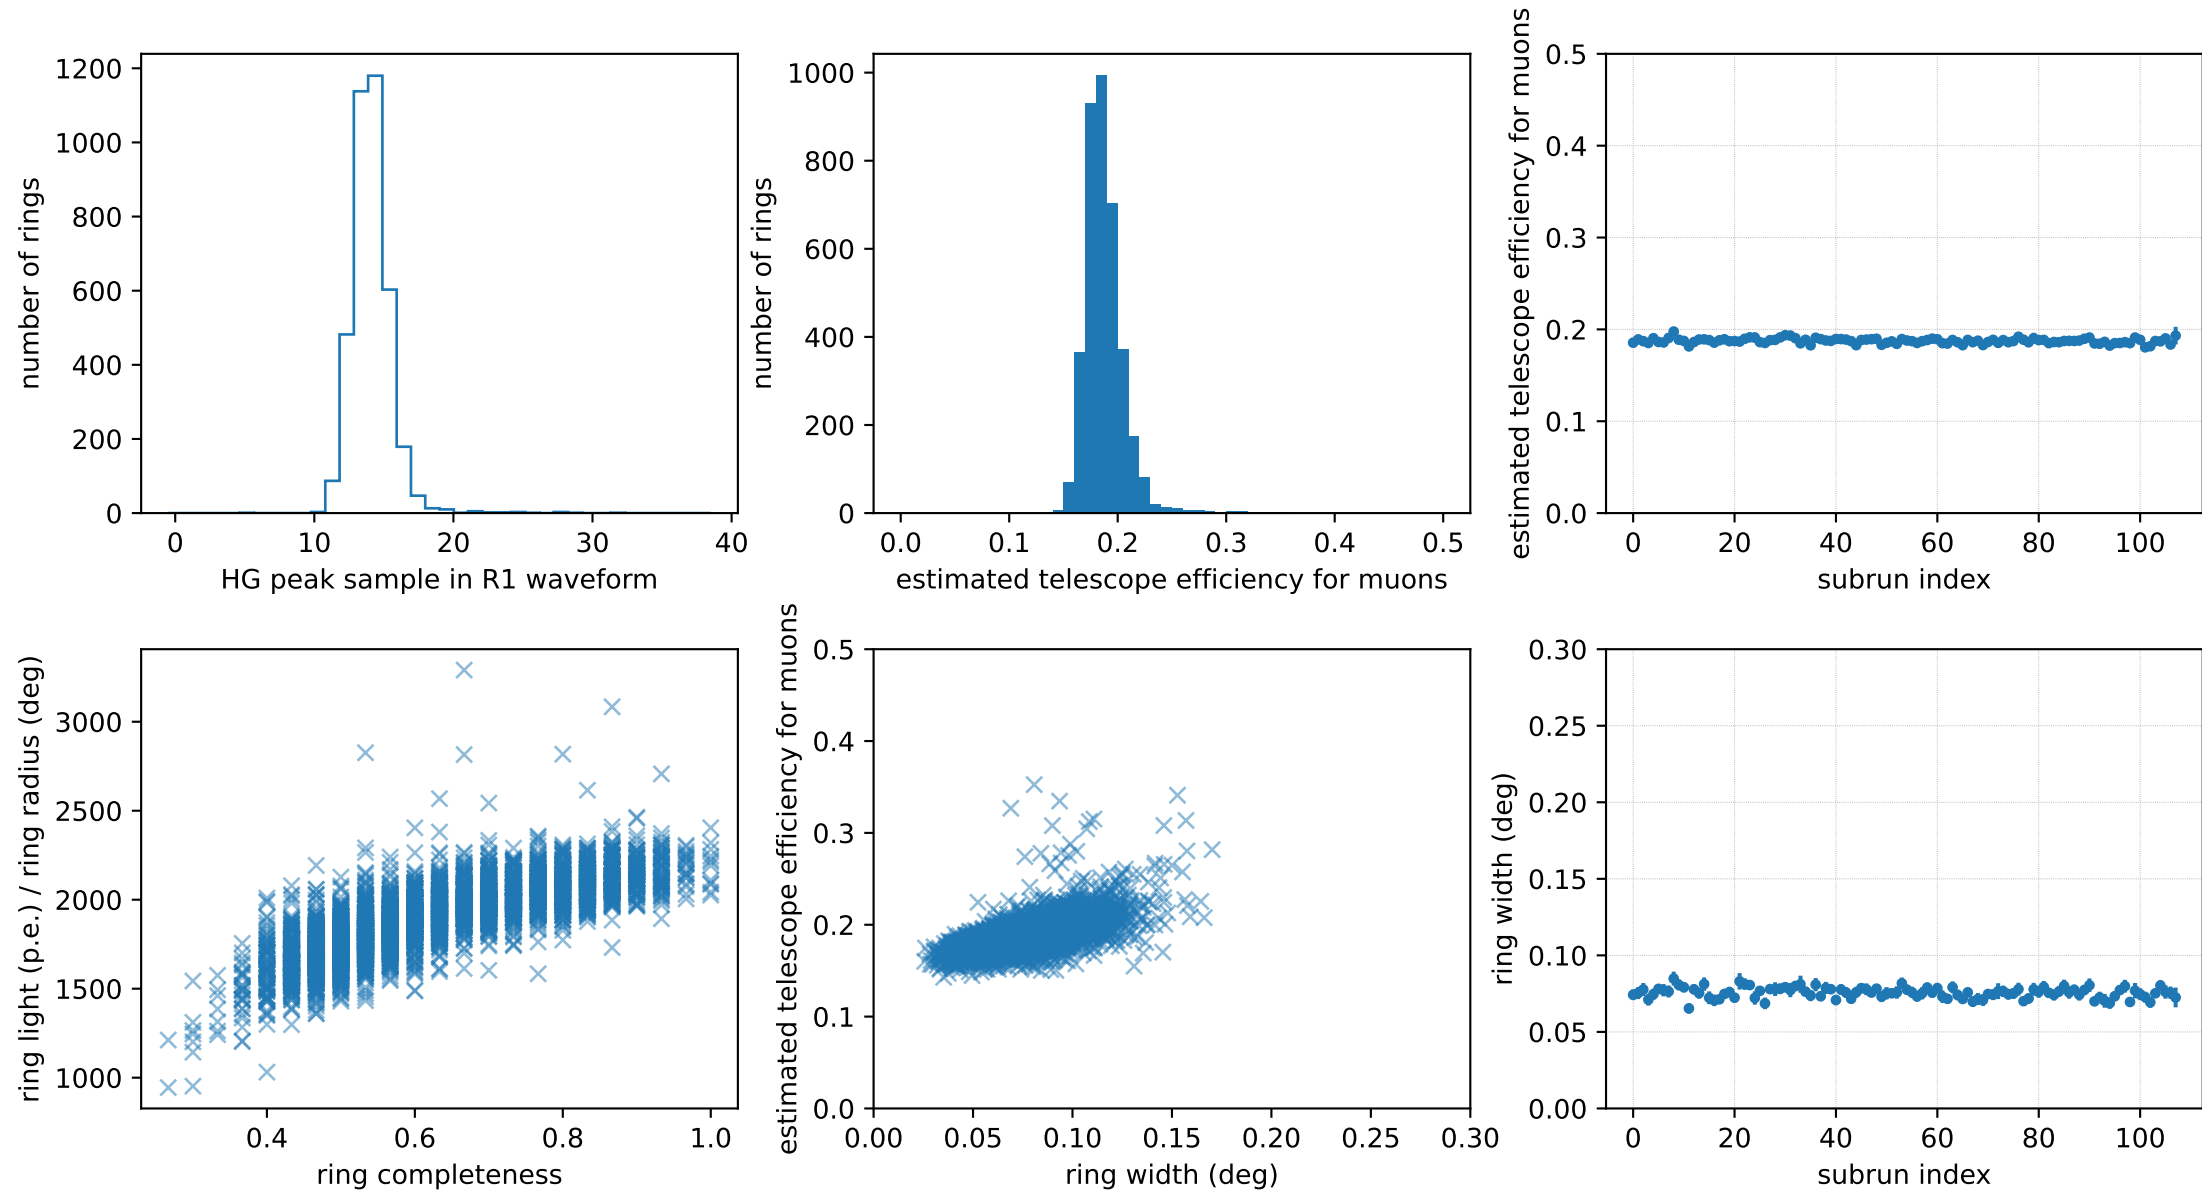 number of rings
1200
1000
800
600
400
200
0
0 10 20 30 40
HG peak sample in R1 waveform
number of rings
1000
800
600
400
200
0
0.0 0.1 0.2 0.3 0.4 0.5
estimated telescope efficiency for muons
estimated telescope efficiency for muons
0.5
0.4
0.3
0.2
0.1
0.0
0 20 40 60 80 100
subrun index
ring light (p.e.) / ring radius (deg)
3000
2500
2000
1500
1000
0.4 0.6 0.8 1.0
ring completeness
estimated telescope efficiency for muons
0.5
0.4
0.3
0.2
0.1
0.0
0.00 0.05 0.10 0.15 0.20 0.25 0.30
ring width (deg)
ring width (deg)
0.30
0.25
0.20
0.15
0.10
0.05
0.00
0 20 40 60 80 100
subrun index